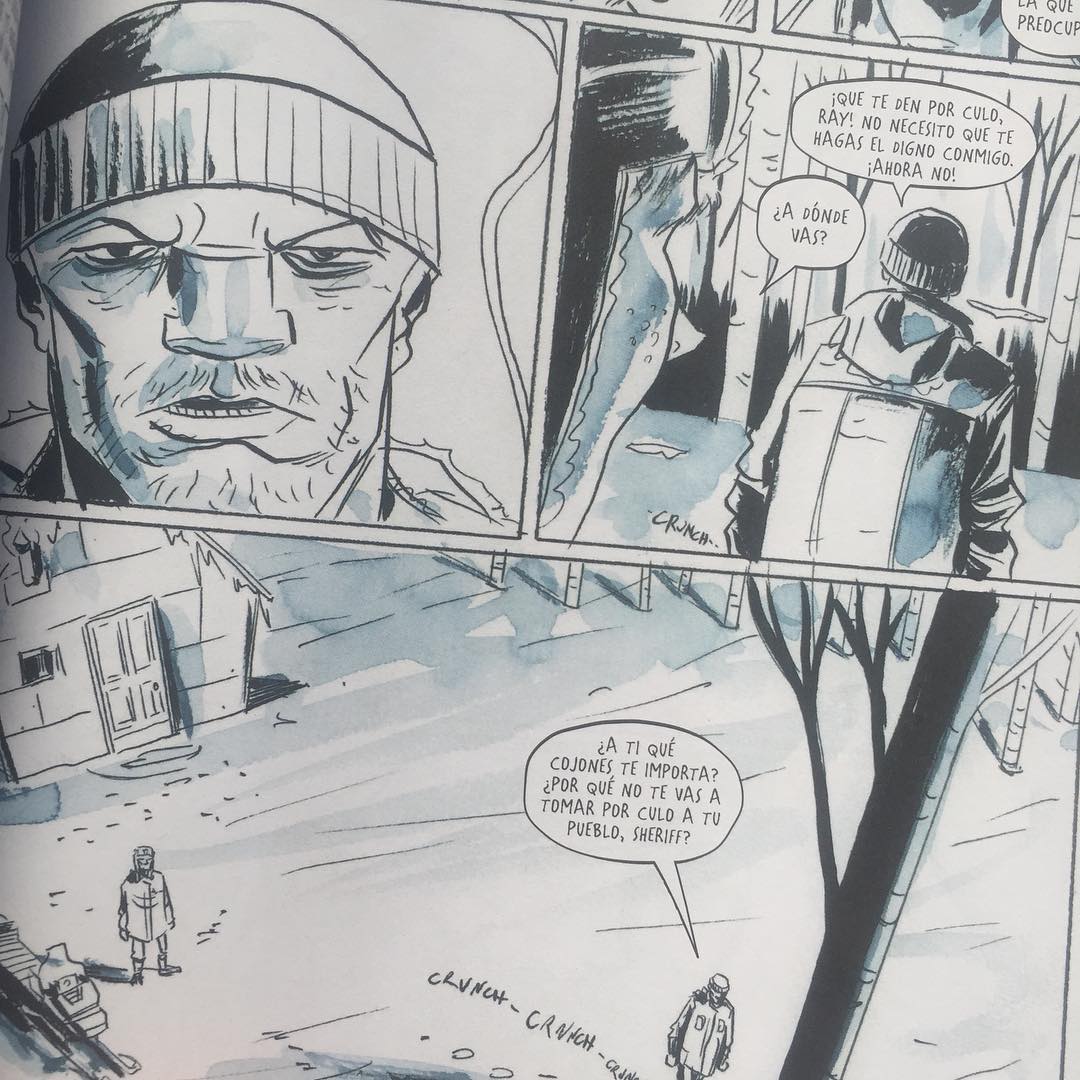 LA QUE
¡QUE TE DEN POR CULO,
RAY! NO NECESITO QUE TE
HAGAS EL DIGNO CONMIGO.
¡AHORA NO!
¿A DÓNDE
VAS?
CRUNCH..
¿A TI QUÉ
COJONES TE IMPORTA?
¿POR QUÉ NO TE VAS A
TOMAR POR CULO A TU
PUEBLO, SHERIFF?
CRUNCH-
CRUNCH-